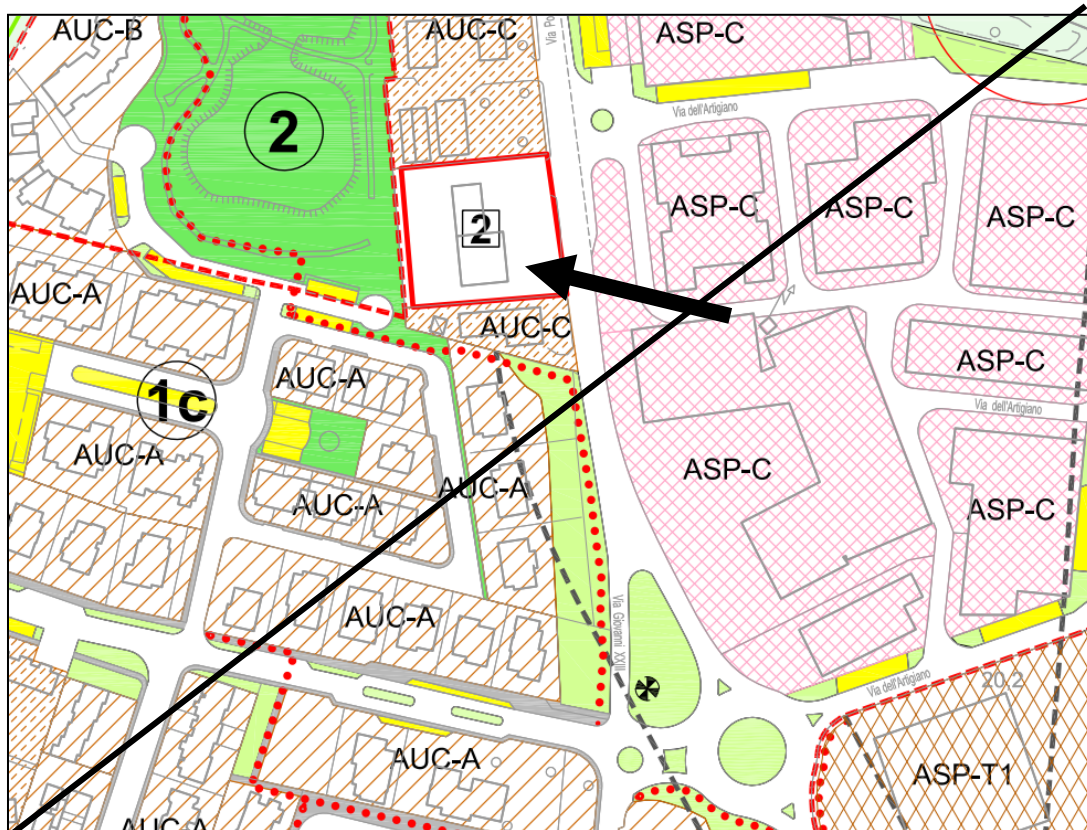 AUC-B
AUC-C
Via Po
ASP-C
2
Via dell'Artigiano
2
ASP-C
ASP-C
ASP-C
AUC-A
AUC-C
AUC-A
ASP-C
1c
Via dell'Artigiano
AUC-A
ASP-C
AUC-A
AUC-A
ASP-C
AUC-A
Via Giovanni XXIII
Via dell'Artigiano
20,2
AUC-A
ASP-T1
AUC-A